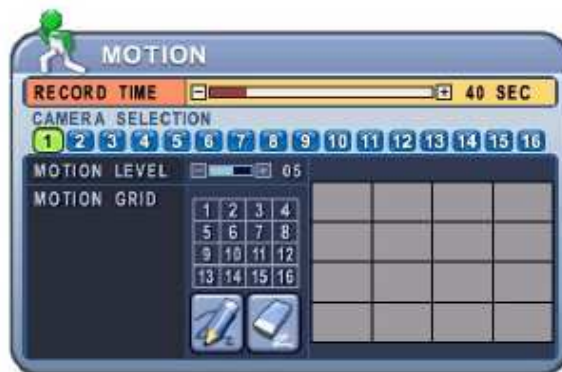 MOTION
RECORD TIME 40 SEC
CAMERA SELECTION
1 2 3 4 5 6 7 8 9 10 11 12 13 14 15 16
MOTION LEVEL 05
MOTION GRID
1 2 3 4
5 6 7 8
9 10 11 12
13 14 15 16